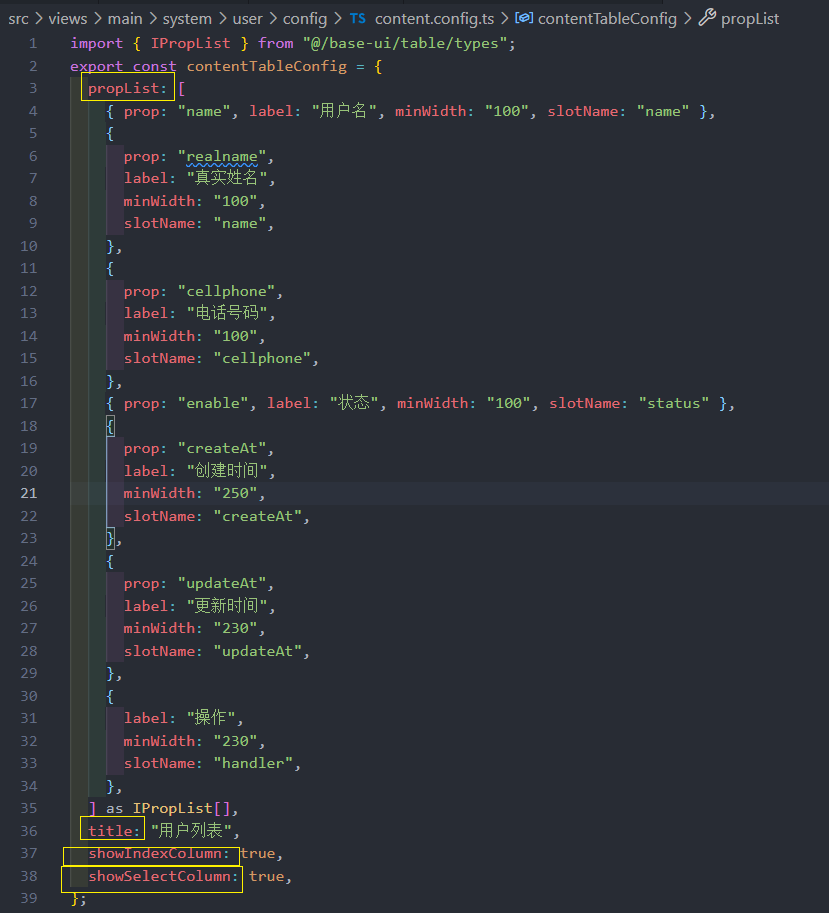 src > views > main > system > user > config > TS content.config.ts > contentTableConfig > propList
1 import { IPropList } from "@/base-ui/table/types";
2 export const contentTableConfig = {
3 propList: [
4 { prop: "name", label: "用户名", minWidth: "100", slotName: "name" },
5 {
6 prop: "realname",
7 label: "真实姓名",
8 minWidth: "100",
9 slotName: "name",
10 },
11 {
12 prop: "cellphone",
13 label: "电话号码",
14 minWidth: "100",
15 slotName: "cellphone",
16 },
17 { prop: "enable", label: "状态", minWidth: "100", slotName: "status" },
18 {
19 prop: "createAt",
20 label: "创建时间",
21 minWidth: "250",
22 slotName: "createAt",
23 },
24 {
25 prop: "updateAt",
26 label: "更新时间",
27 minWidth: "230",
28 slotName: "updateAt",
29 },
30 {
31 label: "操作",
32 minWidth: "230",
33 slotName: "handler",
34 },
35 ] as IPropList[],
36 title: "用户列表",
37 showIndexColumn: true,
38 showSelectColumn: true,
39 };